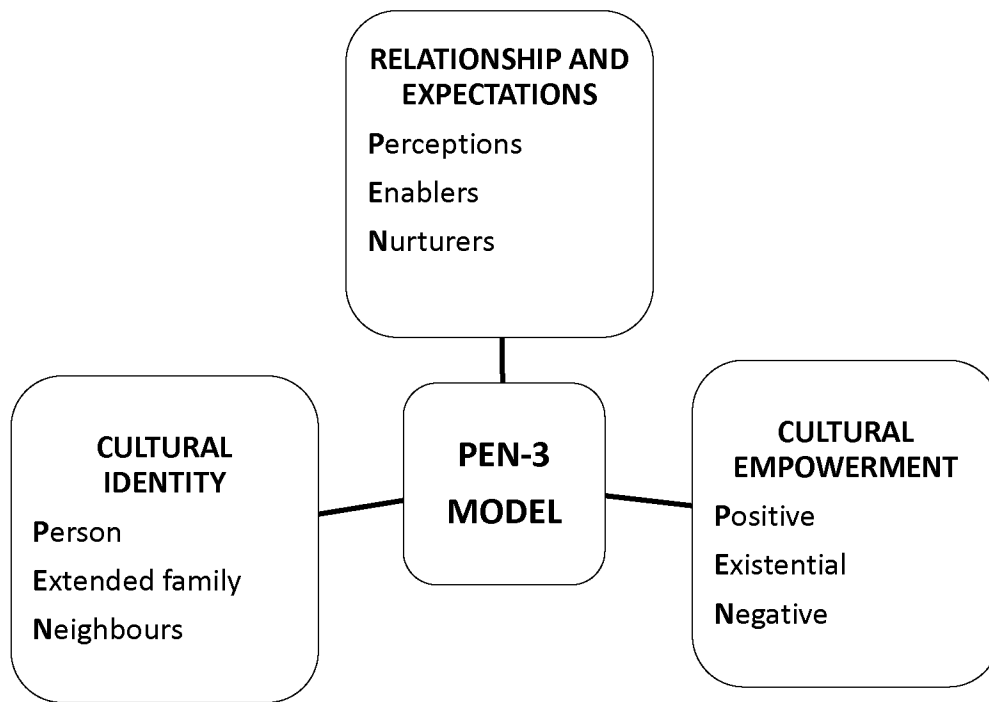 RELATIONSHIP AND
EXPECTATIONS
Perceptions
Enablers
Nurturers
CULTURAL
IDENTITY
Person
Extended family
Neighbours
PEN-3
MODEL
CULTURAL
EMPOWERMENT
Positive
Existential
Negative